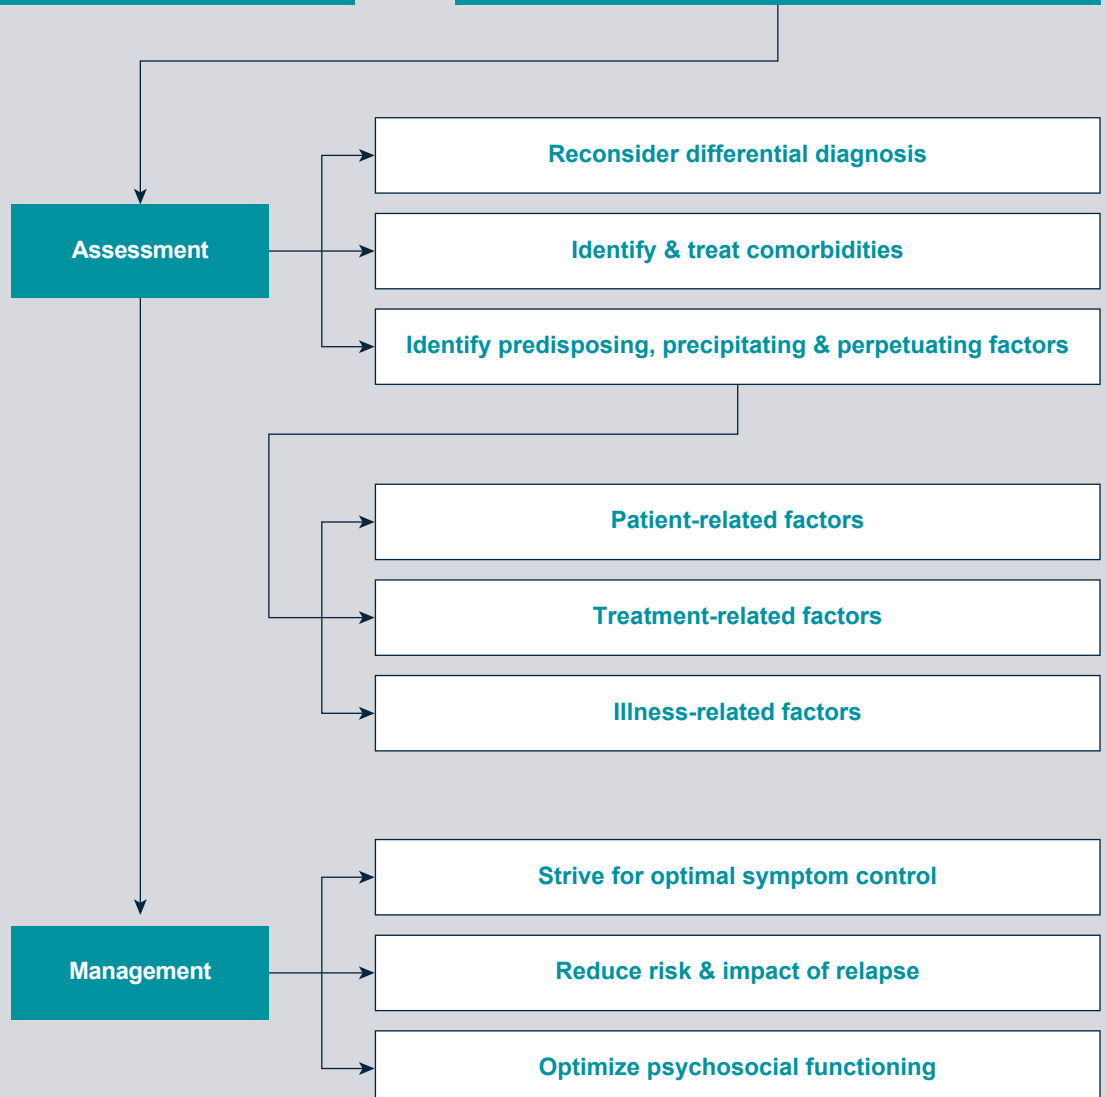 Reconsider differential diagnosis
Assessment
Identify & treat comorbidities
Identify predisposing, precipitating & perpetuating factors
Patient-related factors
Treatment-related factors
Illness-related factors
Strive for optimal symptom control
Management
Reduce risk & impact of relapse
Optimize psychosocial functioning